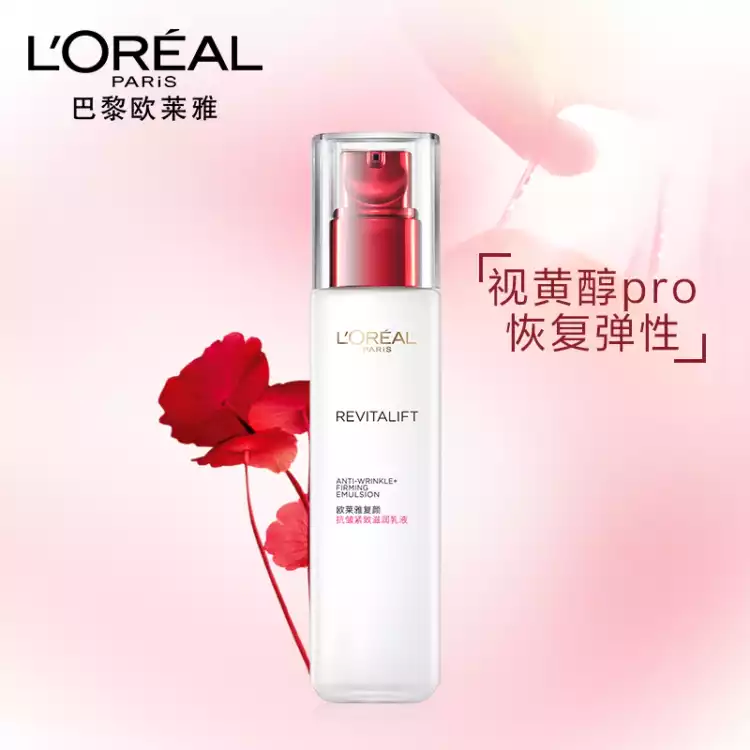 L'ORÉAL
PARiS
巴黎欧莱雅
「视黄醇pro
恢复弹性」
L'ORÉAL
PARIS
REVITALIFT
ANTI-WRINKLE+
FIRMING
EMULSION
欧莱雅复颜
抗皱紧致滋润乳液